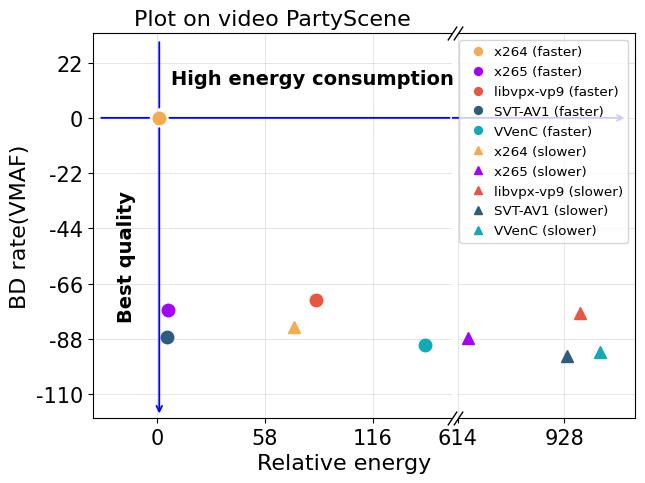 Plot on video PartyScene
22
0
-22
-44
-66
-88
-110
BD rate(VMAF)
High energy consumption
Best quality
x264 (faster)
x265 (faster)
libvpx-vp9 (faster)
SVT-AV1 (faster)
VVenC (faster)
x264 (slower)
x265 (slower)
libvpx-vp9 (slower)
SVT-AV1 (slower)
VVenC (slower)
0 58 116 614 928
Relative energy